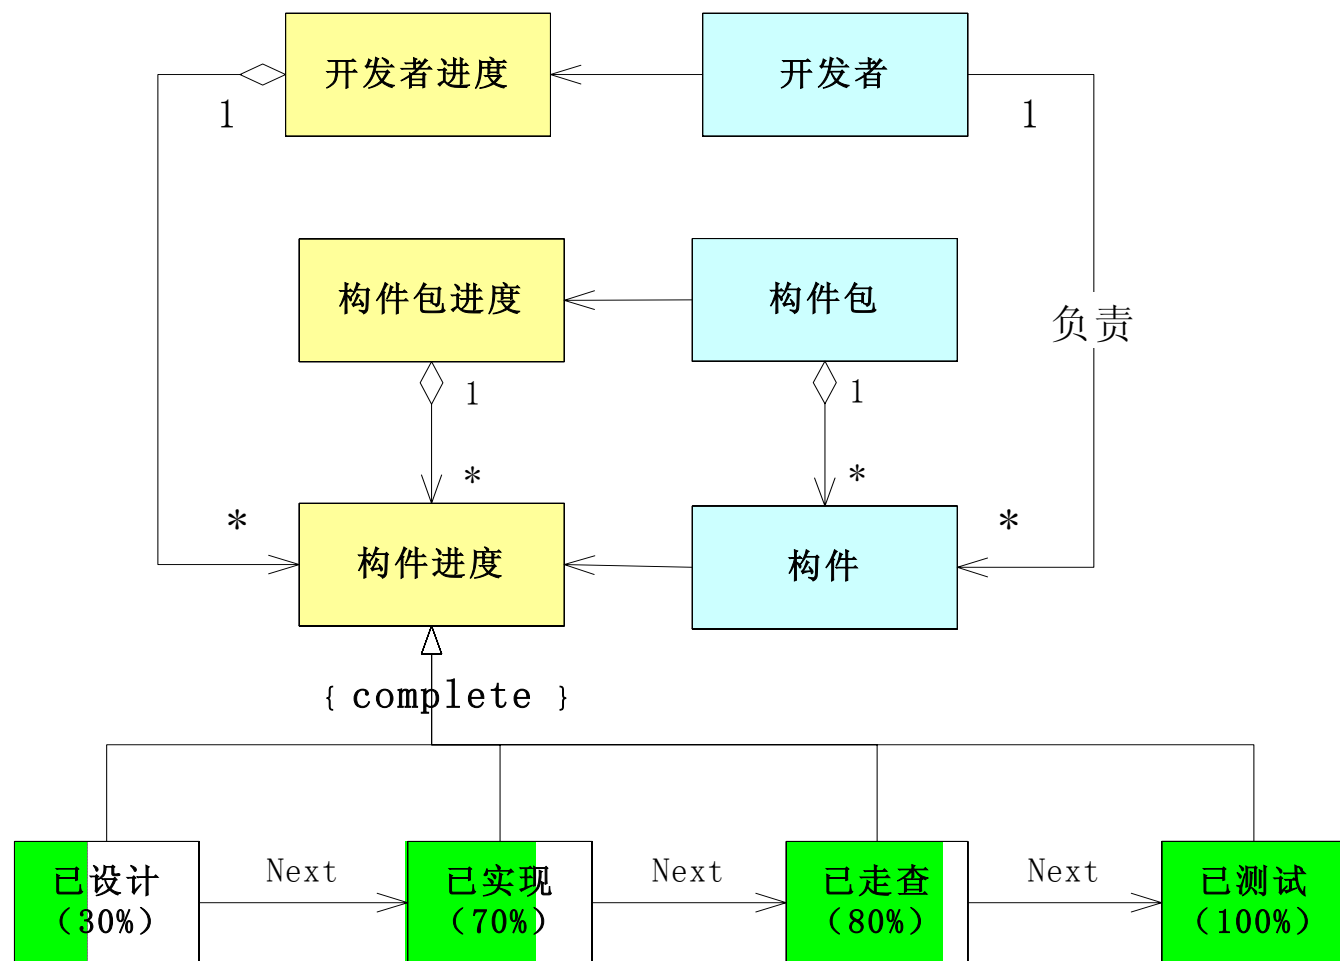 开发者进度
开发者
1
1
构件包进度
构件包
负责
1
1
*
*
*
*
构件进度
构件
{ complete }
Next
Next
Next
已设计
(30%)
已实现
(70%)
已走查
(80%)
已测试
(100%)